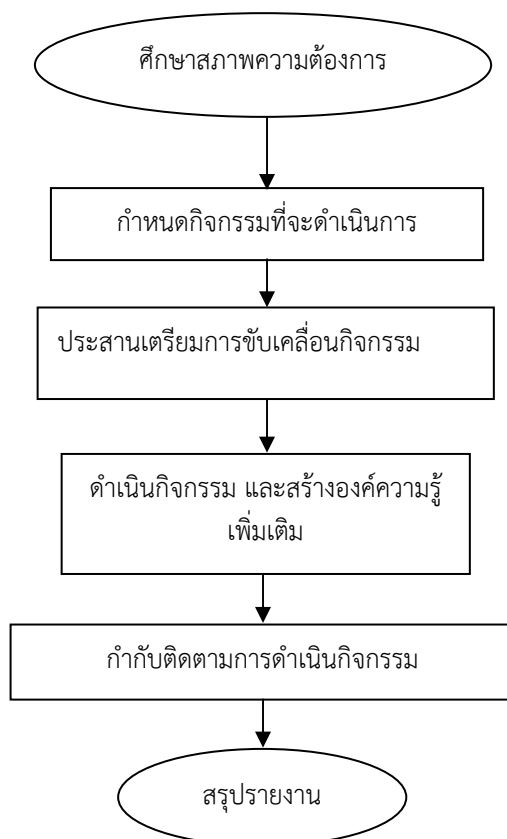 ศึกษาสภาพความต้องการ
กำหนดกิจกรรมที่จะดำเนินการ
ประสานเตรียมการขับเคลื่อนกิจกรรม
ดำเนินกิจกรรม และสร้างองค์ความรู้
เพิ่มเติม
กำกับติดตามการดำเนินกิจกรรม
สรุปรายงาน